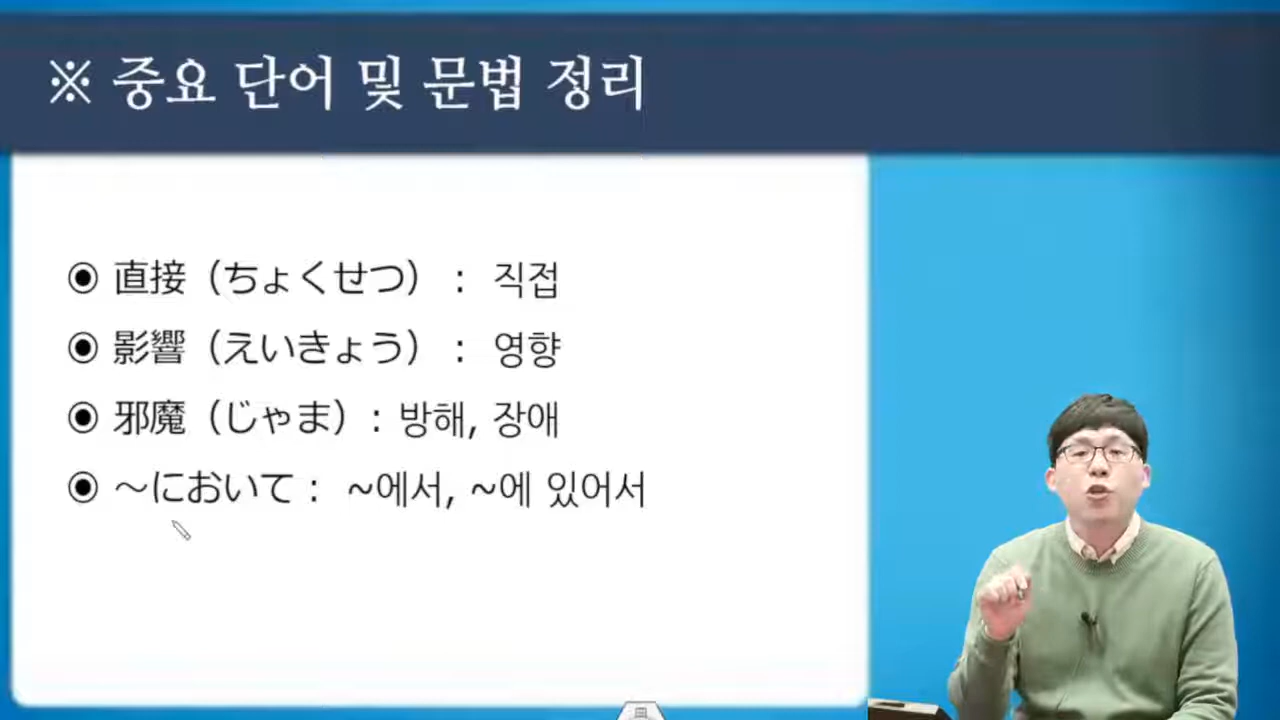 ※ 중요 단어 및 문법 정리
◉ 直接（ちょくせつ） : 직접
◉ 影響（えいきょう） : 영향
◉ 邪魔（じゃま）: 방해, 장애
◉ ～において : ~에서, ~에 있어서